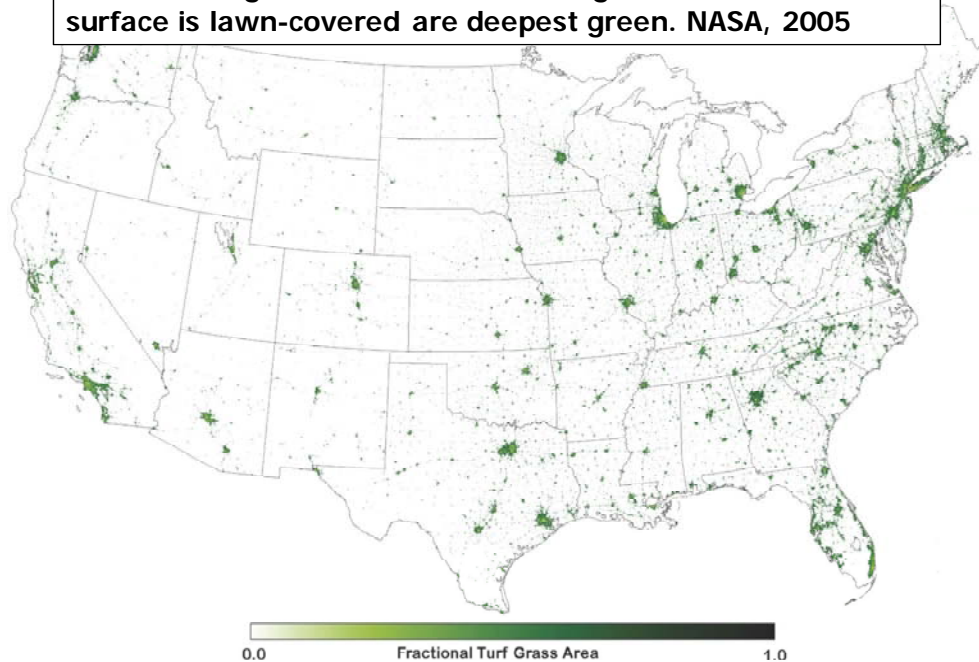 surface is lawn-covered are deepest green. NASA, 2005
0.0 Fractional Turf Grass Area 1.0